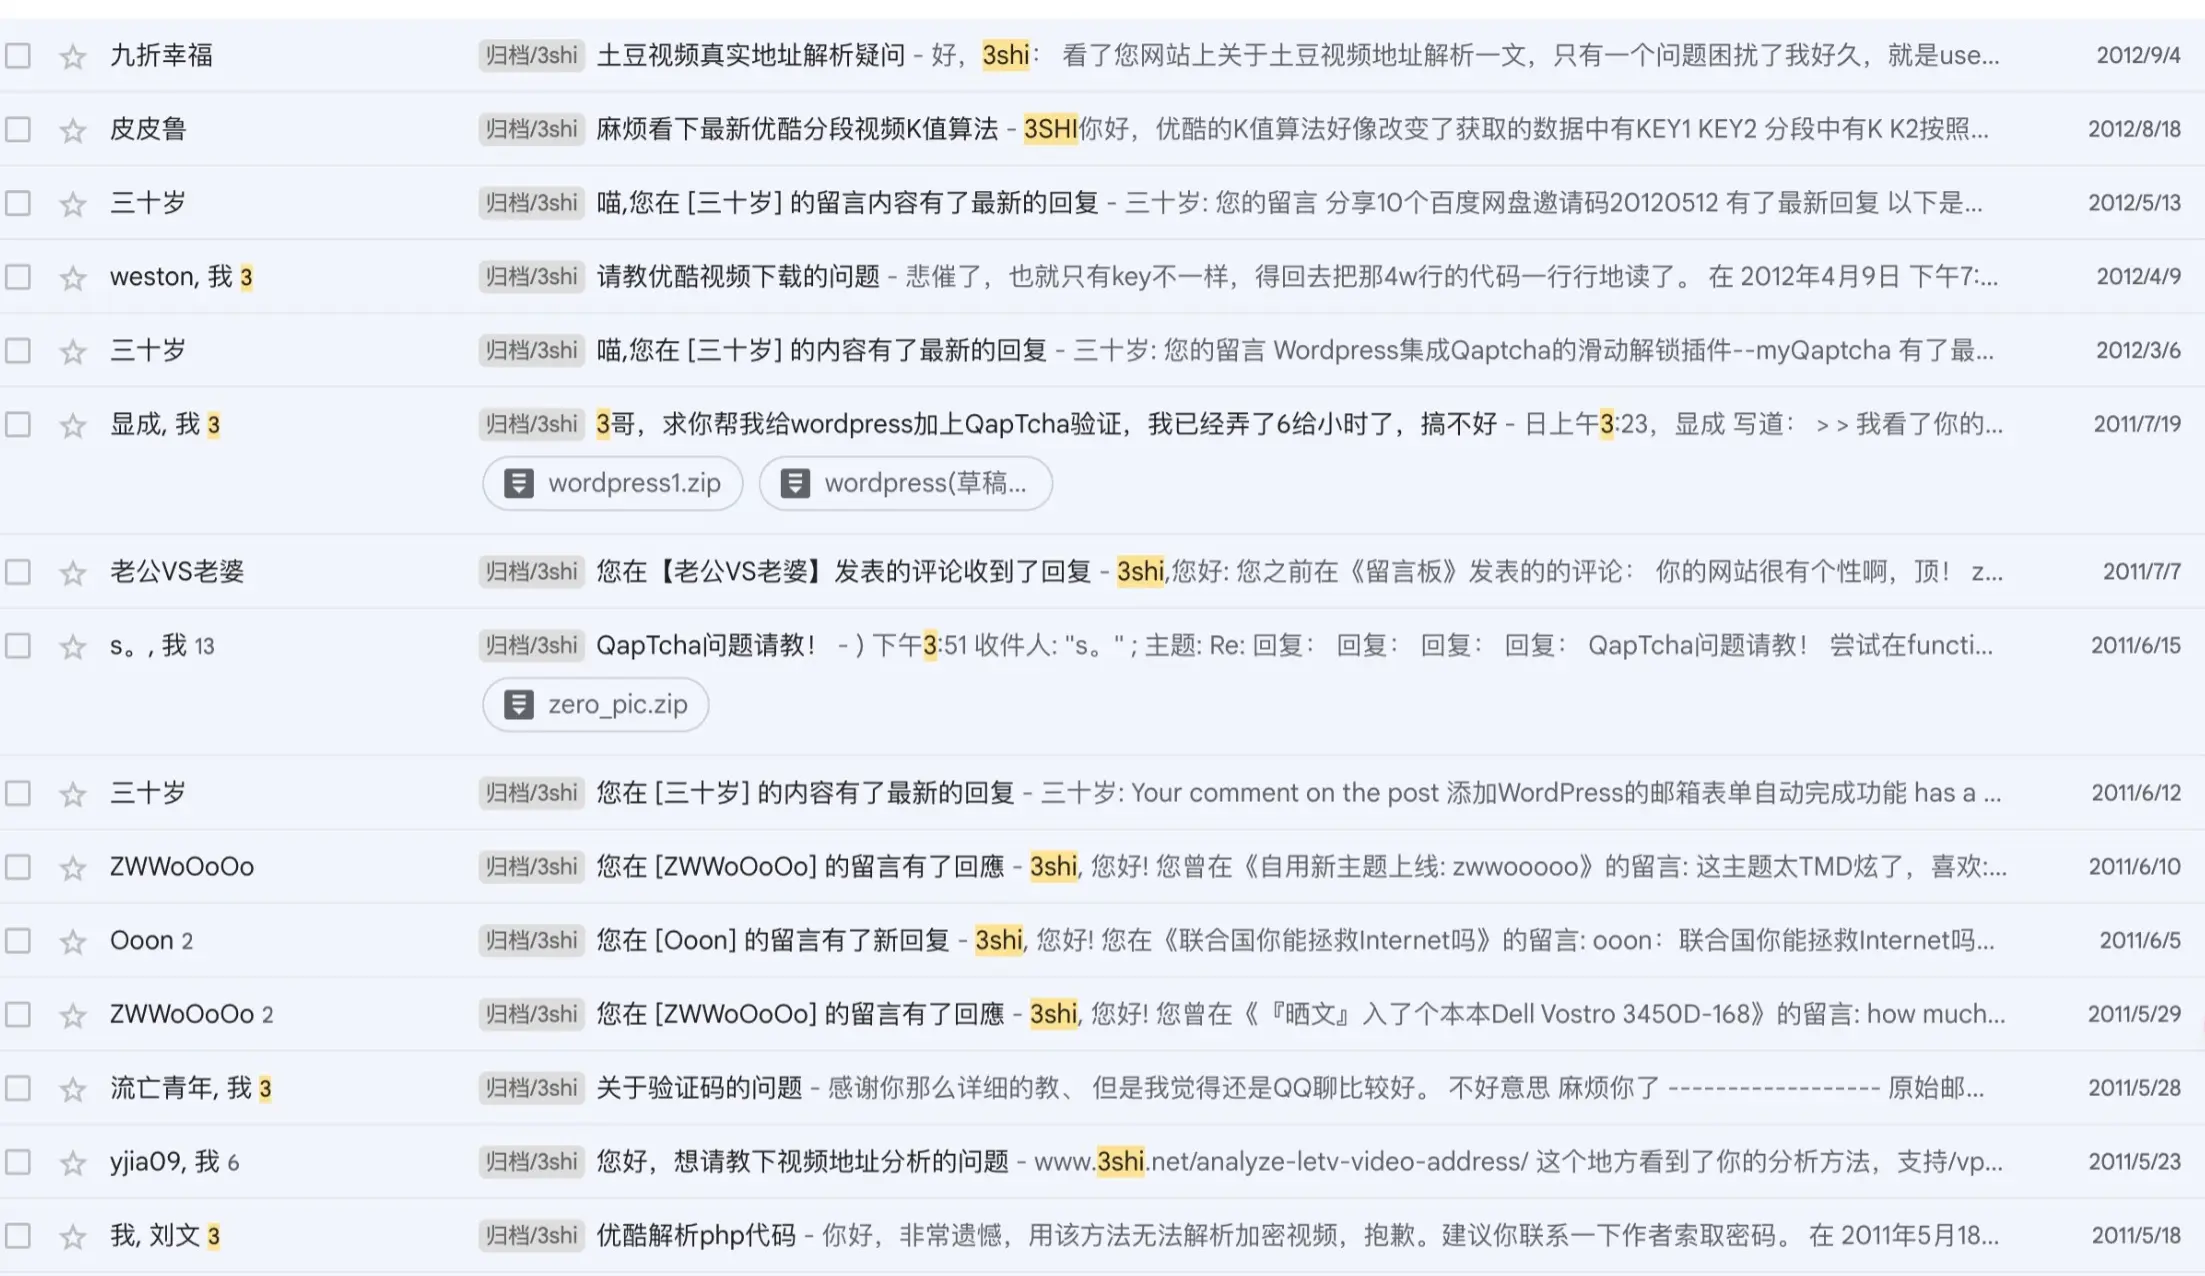 九折幸福 归档/3shi 土豆视频真实地址解析疑问 - 好，3shi： 看了您网站上关于土豆视频地址解析一文，只有一个问题困扰了我好久，就是use... 2012/9/4
皮皮鲁 归档/3shi 麻烦看下最新优酷分段视频K值算法 - 3SHI你好，优酷的K值算法好像改变了获取的数据中有KEY1 KEY2 分段中有K K2按照... 2012/8/18
三十岁 归档/3shi 喵,您在 [三十岁] 的留言内容有了最新的回复 - 三十岁: 您的留言 分享10个百度网盘邀请码20120512 有了最新回复 以下是... 2012/5/13
weston, 我 3 归档/3shi 请教优酷视频下载的问题 - 悲催了，也就只有key不一样，得回去把那4w行的代码一行行地读了。 在 2012年4月9日 下午7:... 2012/4/9
三十岁 归档/3shi 喵,您在 [三十岁] 的内容有了最新的回复 - 三十岁: 您的留言 Wordpress集成Qaptcha的滑动解锁插件--myQaptcha 有了最... 2012/3/6
显成, 我 3 归档/3shi 3哥，求你帮我给wordpress加上QapTcha验证，我已经弄了6给小时了，搞不好 - 日上午3:23，显成 写道： > > 我看了你的... 2011/7/19
wordpress1.zip wordpress(草稿...
老公VS老婆 归档/3shi 您在【老公VS老婆】发表的评论收到了回复 - 3shi,您好: 您之前在《留言板》发表的的评论： 你的网站很有个性啊，顶！ z... 2011/7/7
s。, 我 13 归档/3shi QapTcha问题请教！ - ) 下午3:51 收件人: "s。" ; 主题: Re: 回复： 回复： 回复： 回复： QapTcha问题请教！ 尝试在functi... 2011/6/15
zero_pic.zip
三十岁 归档/3shi 您在 [三十岁] 的内容有了最新的回复 - 三十岁: Your comment on the post 添加WordPress的邮箱表单自动完成功能 has a ... 2011/6/12
ZWWoOoOo 归档/3shi 您在 [ZWWoOoOo] 的留言有了回應 - 3shi, 您好! 您曾在《自用新主题上线: zwwooooo》的留言: 这主题太TMD炫了，喜欢:... 2011/6/10
Ooon 2 归档/3shi 您在 [Ooon] 的留言有了新回复 - 3shi, 您好! 您在《联合国你能拯救Internet吗》的留言: ooon：联合国你能拯救Internet吗... 2011/6/5
ZWWoOoOo 2 归档/3shi 您在 [ZWWoOoOo] 的留言有了回應 - 3shi, 您好! 您曾在《『晒文』入了个本本Dell Vostro 3450D-168》的留言: how much... 2011/5/29
流亡青年, 我 3 归档/3shi 关于验证码的问题 - 感谢你那么详细的教、 但是我觉得还是QQ聊比较好。 不好意思 麻烦你了 ------------------ 原始邮... 2011/5/28
yjia09, 我 6 归档/3shi 您好，想请教下视频地址分析的问题 - www.3shi.net/analyze-letv-video-address/ 这个地方看到了你的分析方法，支持/vp... 2011/5/23
我, 刘文 3 归档/3shi 优酷解析php代码 - 你好，非常遗憾，用该方法无法解析加密视频，抱歉。建议你联系一下作者索取密码。 在 2011年5月18... 2011/5/18